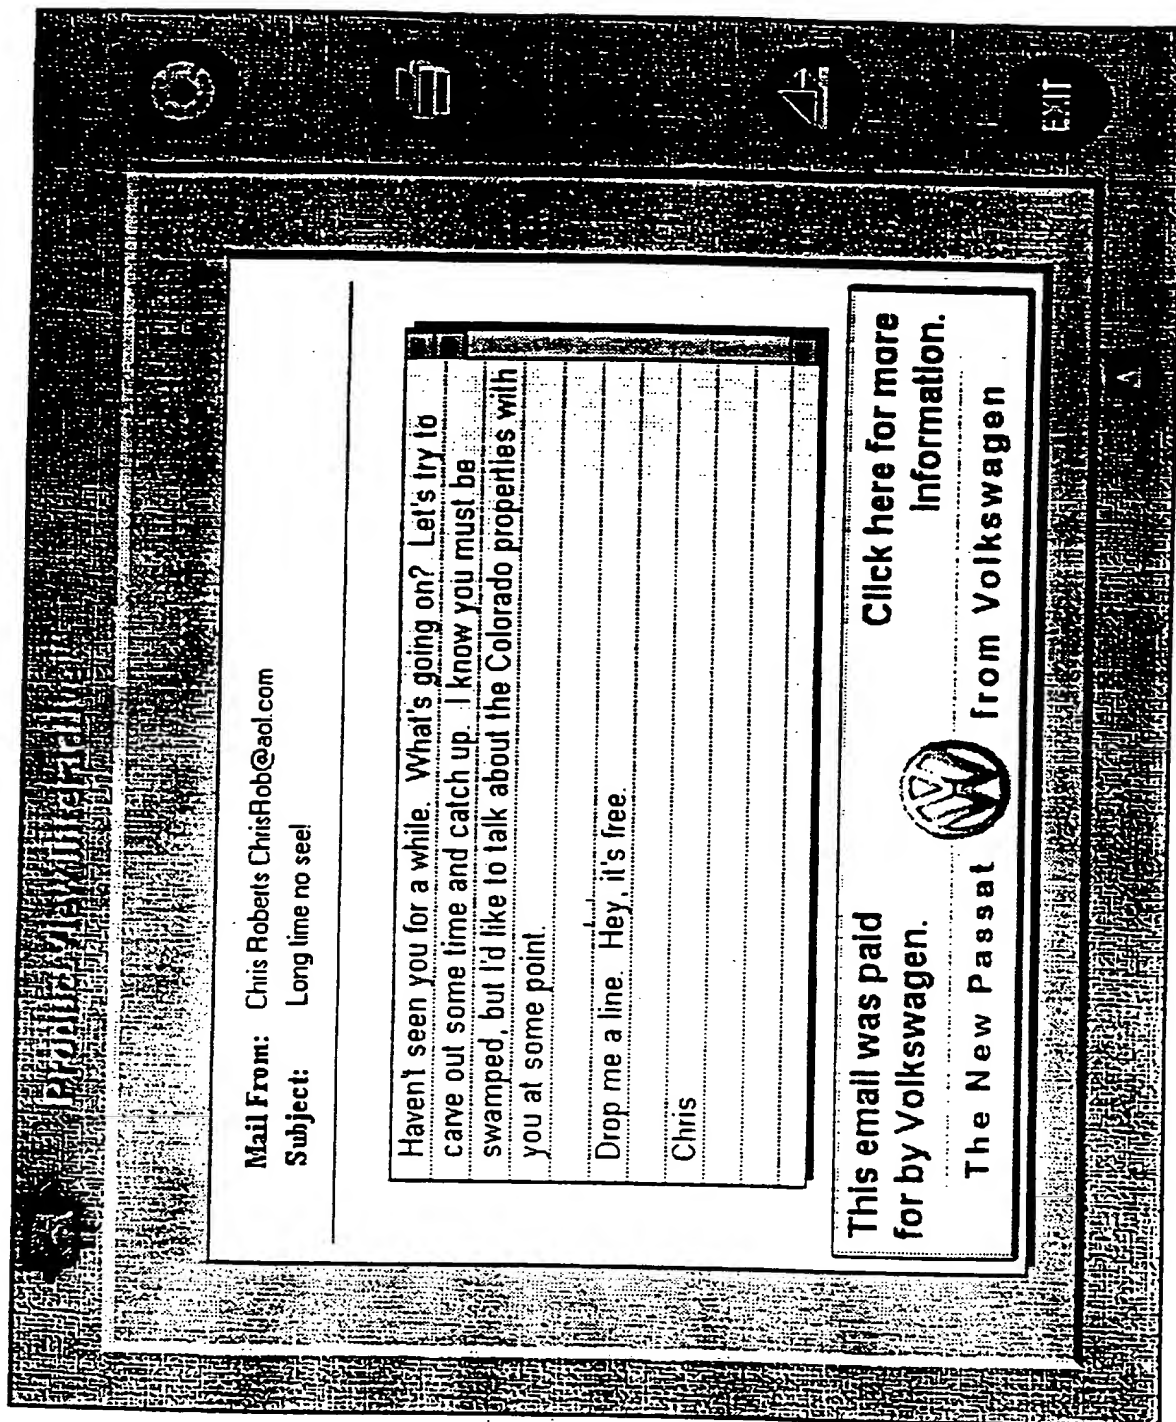 Mail From: Chris Roberts ChrisRob@aol.com
Subject: Long time no see!
Haven't seen you for a while. What's going on? Let's try to
carve out some time and catch up. I know you must be
swamped, but I'd like to talk about the Colorado properties with
you at some point.
Drop me a line. Hey, it's free.
Chris
This email was paid
for by Volkswagen.
Click here for more
Information.
The New Passat
from Volkswagen
EXIT